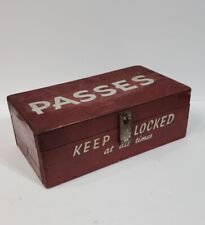 PASSES
KEEP LOCKED
at all times